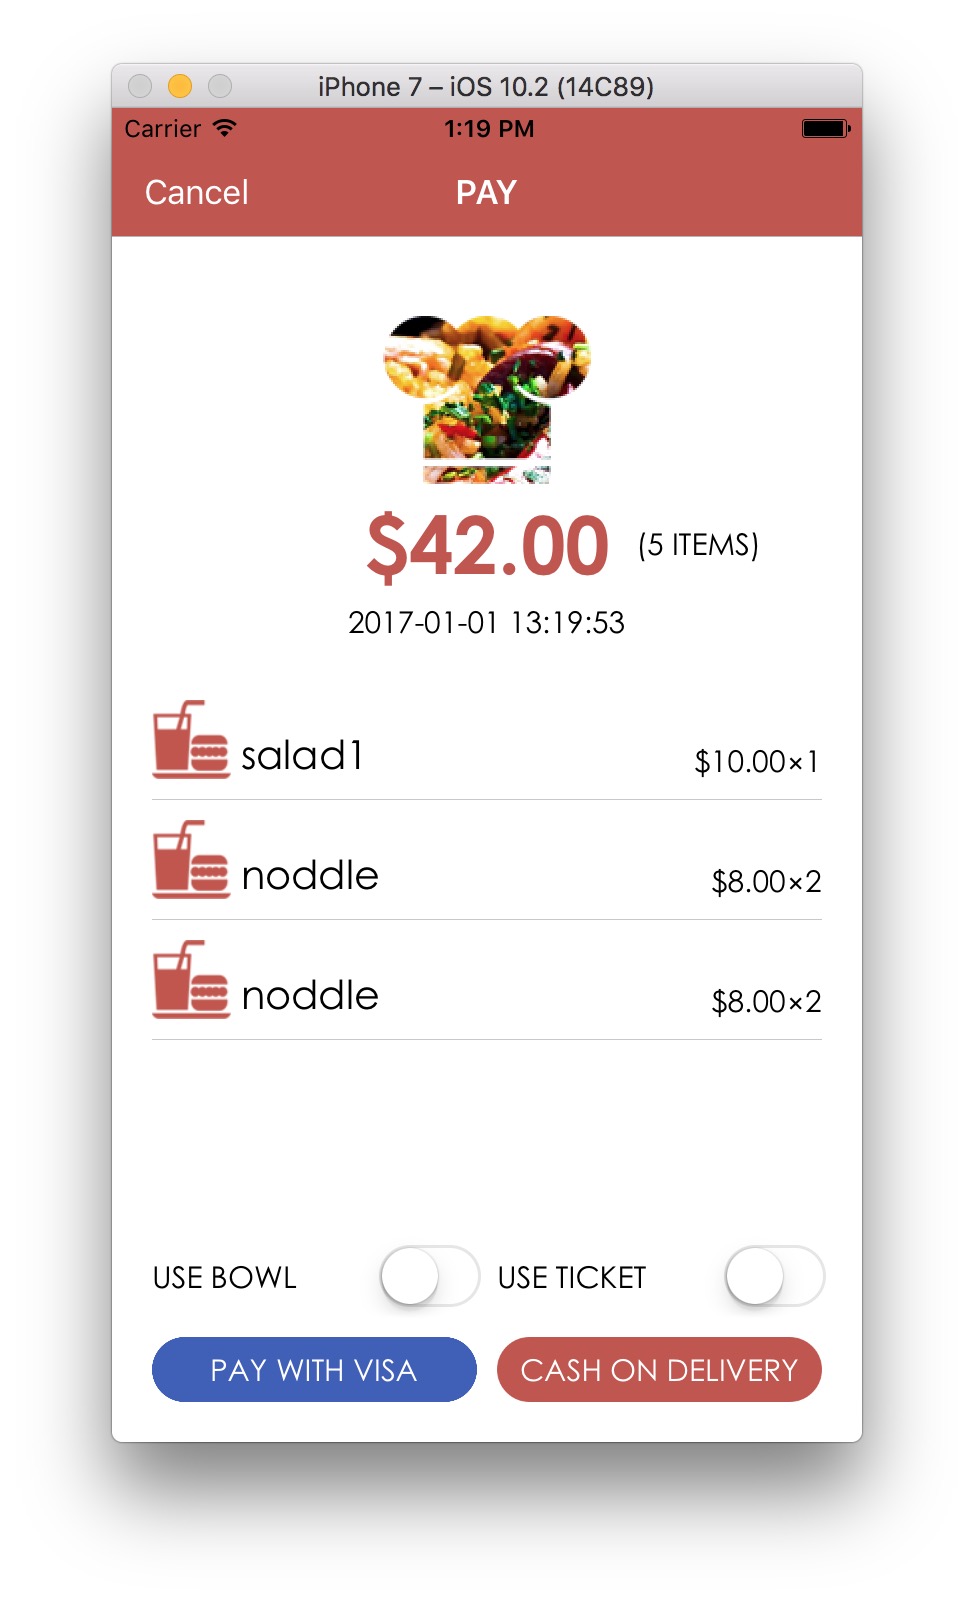 iPhone 7 – iOS 10.2 (14C89)
Carrier 1:19 PM
Cancel PAY
$42.00 (5 ITEMS)
2017-01-01 13:19:53
salad1 $10.00×1
noddle $8.00×2
noddle $8.00×2
USE BOWL USE TICKET
PAY WITH VISA CASH ON DELIVERY